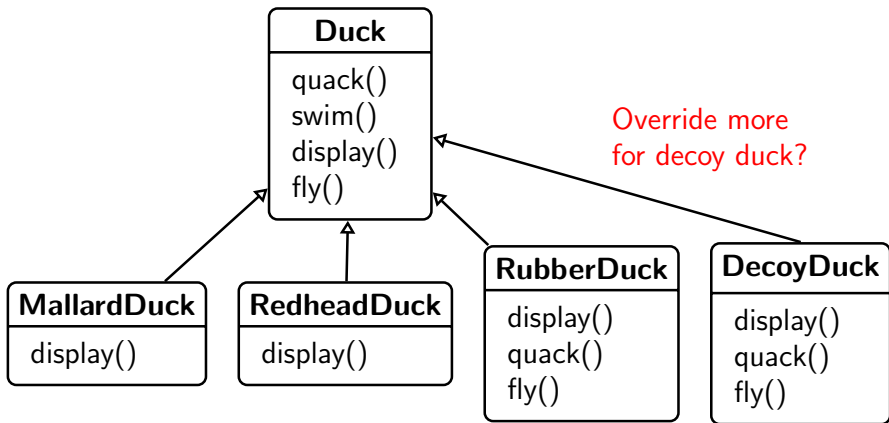 Duck
quack()
swim()
display()
fly()
Override more
for decoy duck?
MallardDuck
display()
RedheadDuck
display()
RubberDuck
display()
quack()
fly()
DecoyDuck
display()
quack()
fly()